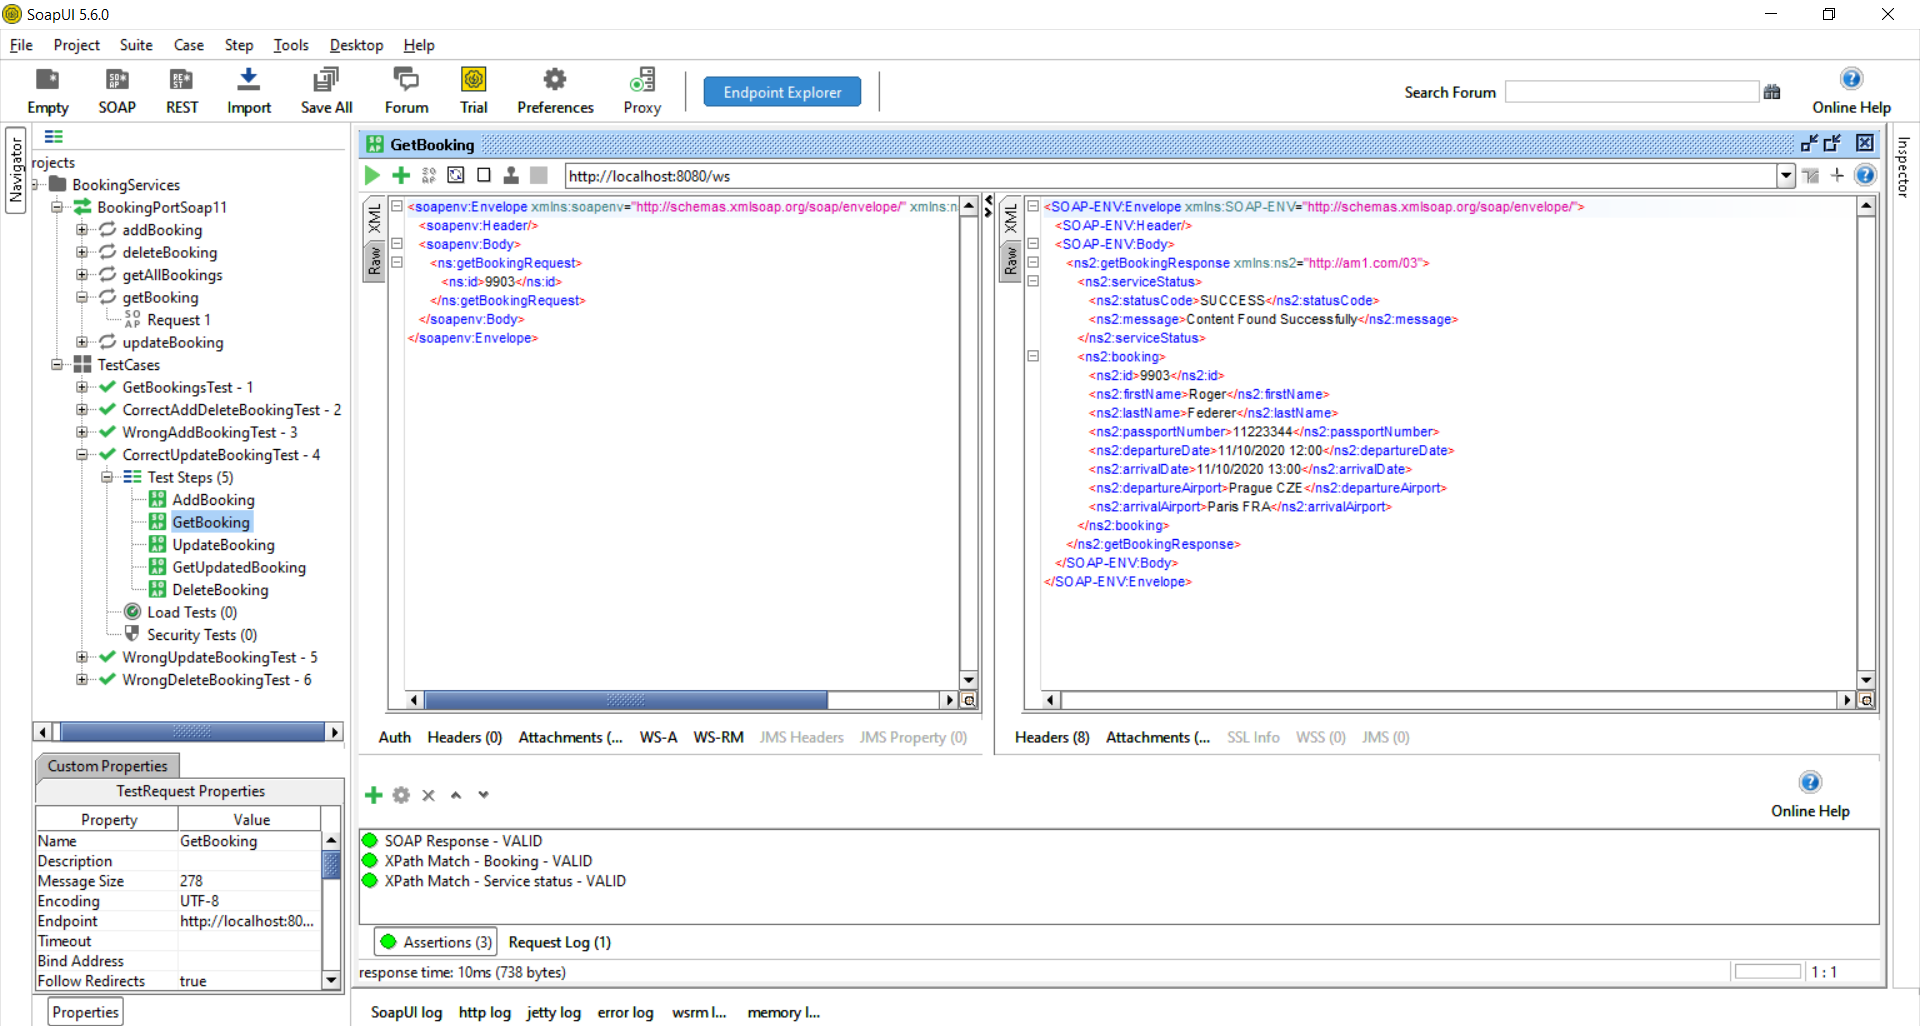 SoapUI 5.6.0
File Project Suite Case Step Tools Desktop Help
Empty SOAP REST Import Save All Forum Trial Preferences Proxy Endpoint Explorer Search Forum Online Help
Navigator
rojects
BookingServices
BookingPortSoap11
addBooking
deleteBooking
getAllBookings
getBooking
Request 1
updateBooking
TestCases
GetBookingsTest - 1
CorrectAddDeleteBookingTest - 2
WrongAddBookingTest - 3
CorrectUpdateBookingTest - 4
Test Steps (5)
AddBooking
GetBooking
UpdateBooking
GetUpdatedBooking
DeleteBooking
Load Tests (0)
Security Tests (0)
WrongUpdateBookingTest - 5
WrongDeleteBookingTest - 6
Custom Properties
TestRequest Properties
Property Value
Name GetBooking
Description
Message Size 278
Encoding UTF-8
Endpoint http://localhost:80...
Timeout
Bind Address
Follow Redirects true
Properties
GetBooking
http://localhost:8080/ws
XML
Raw
<soapenv:Envelope xmlns:soapenv="http://schemas.xmlsoap.org/soap/envelope/" xmlns:n
<soapenv:Header/>
<soapenv:Body>
<ns:getBookingRequest>
<ns:id>9903</ns:id>
</ns:getBookingRequest>
</soapenv:Body>
</soapenv:Envelope>
Auth Headers (0) Attachments (... WS-A WS-RM JMS Headers JMS Property (0)
XML
Raw
<SOAP-ENV:Envelope xmlns:SOAP-ENV="http://schemas.xmlsoap.org/soap/envelope/">
<SOAP-ENV:Header/>
<SOAP-ENV:Body>
<ns2:getBookingResponse xmlns:ns2="http://am1.com/03">
<ns2:serviceStatus>
<ns2:statusCode>SUCCESS</ns2:statusCode>
<ns2:message>Content Found Successfully</ns2:message>
</ns2:serviceStatus>
<ns2:booking>
<ns2:id>9903</ns2:id>
<ns2:firstName>Roger</ns2:firstName>
<ns2:lastName>Federer</ns2:lastName>
<ns2:passportNumber>11223344</ns2:passportNumber>
<ns2:departureDate>11/10/2020 12:00</ns2:departureDate>
<ns2:arrivalDate>11/10/2020 13:00</ns2:arrivalDate>
<ns2:departureAirport>Prague CZE</ns2:departureAirport>
<ns2:arrivalAirport>Paris FRA</ns2:arrivalAirport>
</ns2:booking>
</ns2:getBookingResponse>
</SOAP-ENV:Body>
</SOAP-ENV:Envelope>
Headers (8) Attachments (... SSL Info WSS (0) JMS (0)
Online Help
SOAP Response - VALID
XPath Match - Booking - VALID
XPath Match - Service status - VALID
Assertions (3) Request Log (1)
response time: 10ms (738 bytes) 1 : 1
SoapUI log http log jetty log error log wsrm l... memory l...
Inspector